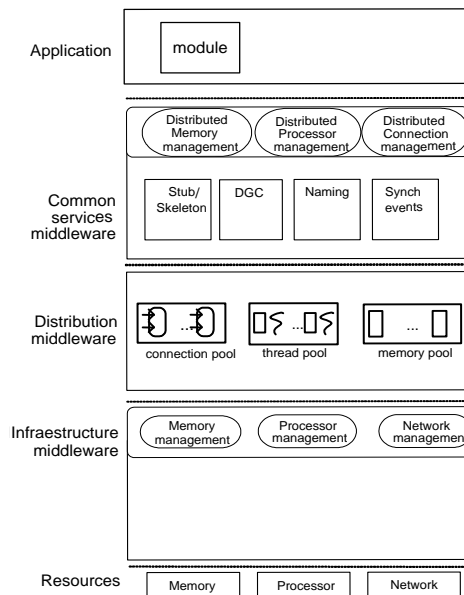 Application
module
Distributed
Memory
management
Distributed
Processor
management
Distributed
Connection
management
Common
services
middleware
Stub/
Skeleton
DGC
Naming
Synch
events
Distribution
middleware
...
...
...
connection pool
thread pool
memory pool
Infraestructure
middleware
Memory
management
Processor
management
Network
management
Resources
Memory
Processor
Network